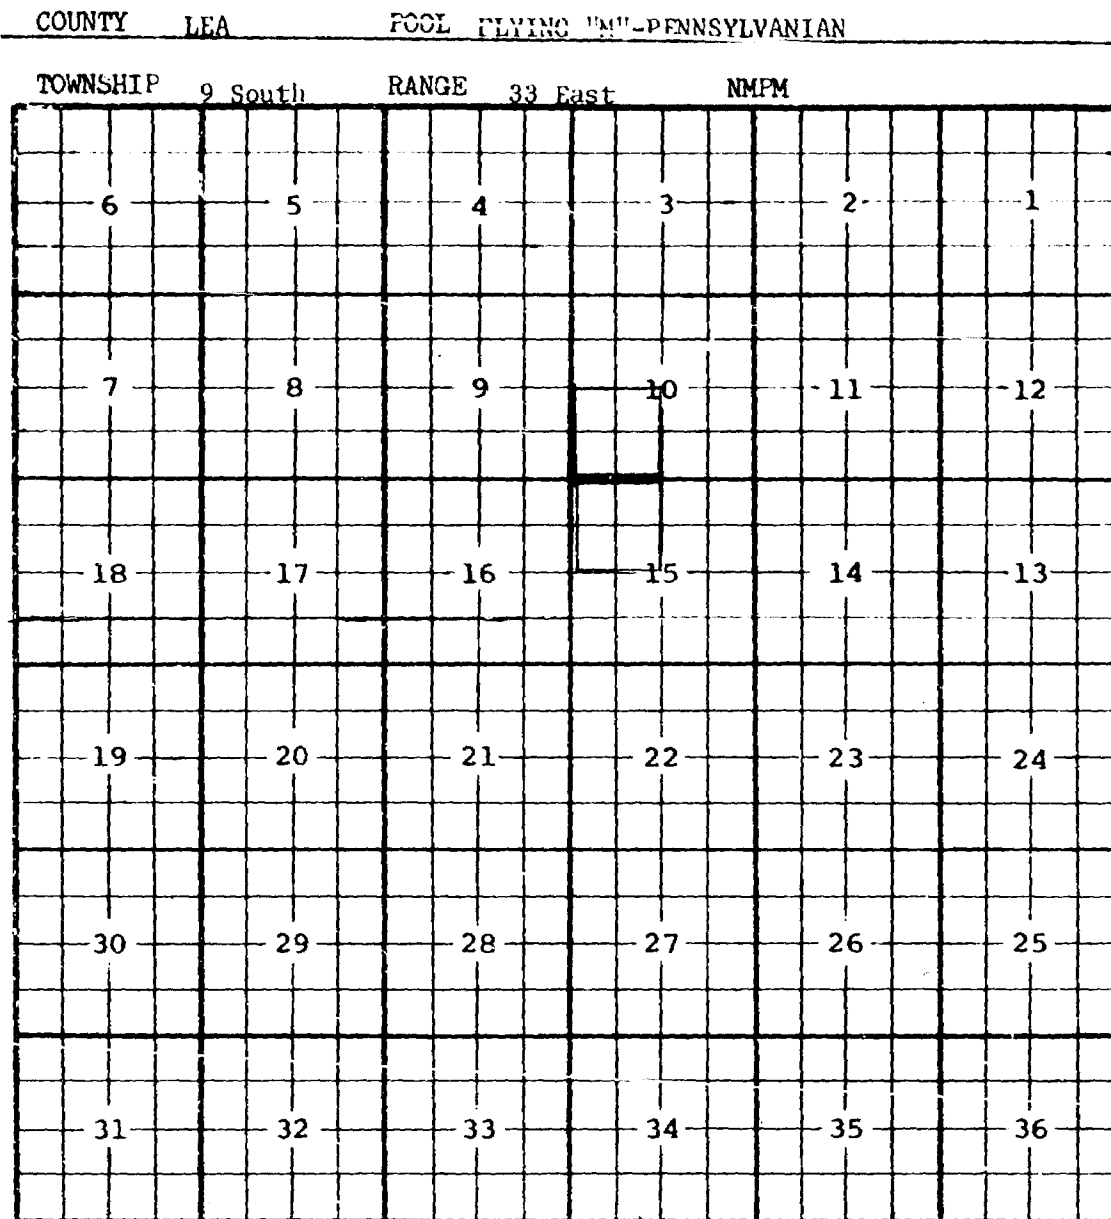 COUNTY LEA POOL FLYING "M"-PENNSYLVANIAN
TOWNSHIP 9 South RANGE 33 East NMPM
6 5 4 3 2 1
7 8 9 10 11 12
18 17 16 15 14 13
19 20 21 22 23 24
30 29 28 27 26 25
31 32 33 34 35 36